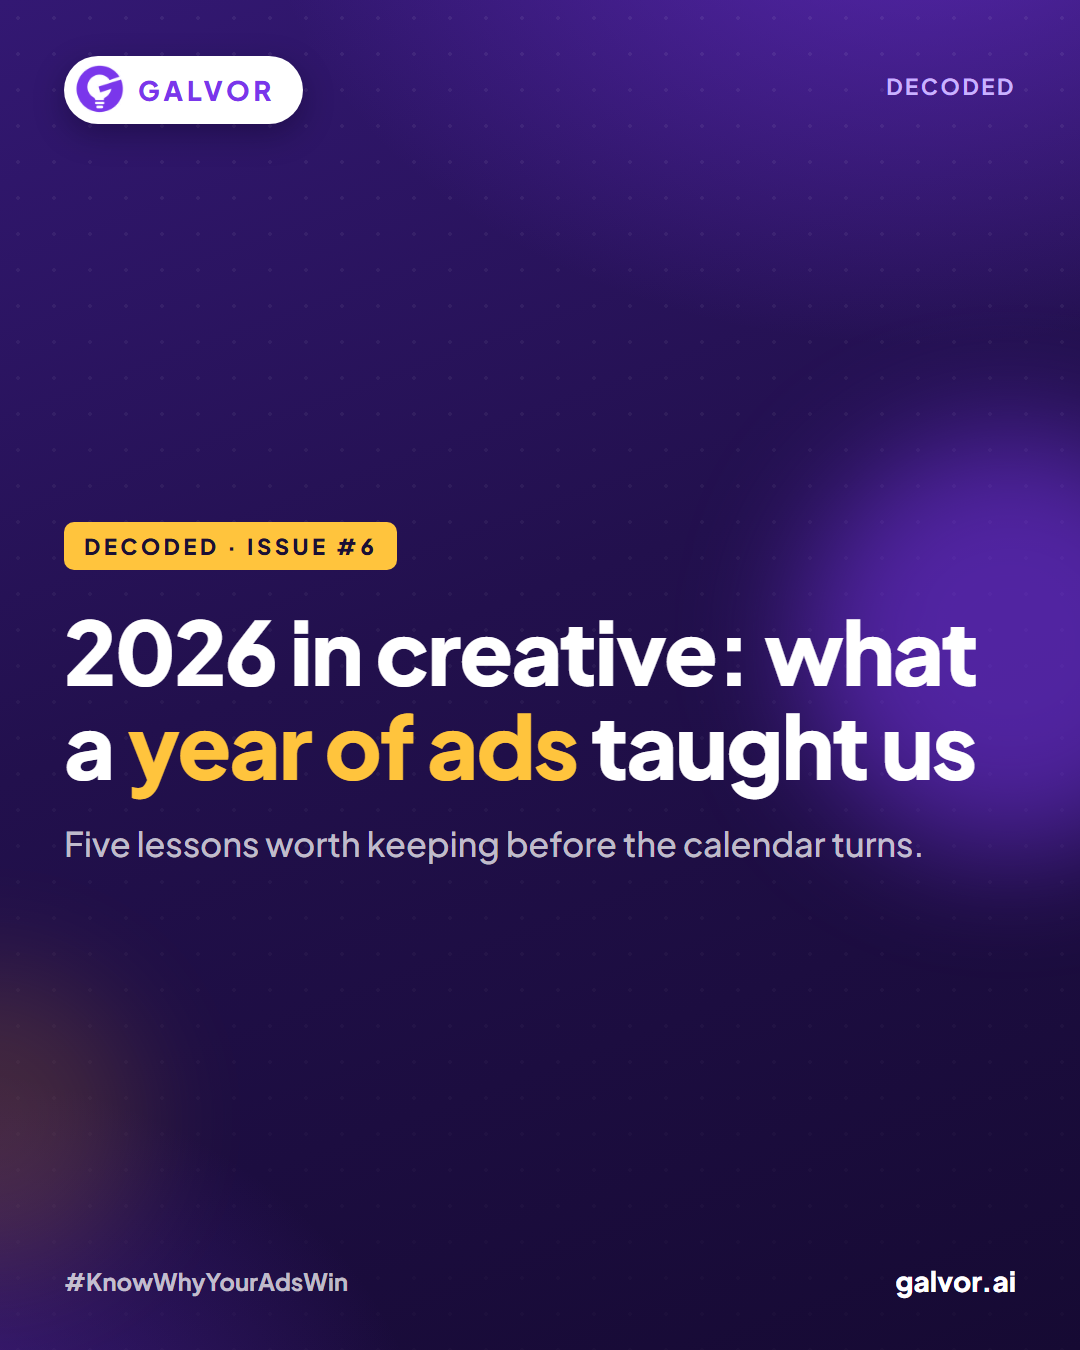 GALVOR
DECODED
DECODED · ISSUE #6
2026 in creative: what
a year of ads taught us
Five lessons worth keeping before the calendar turns.
#KnowWhyYourAdsWin
galvor.ai